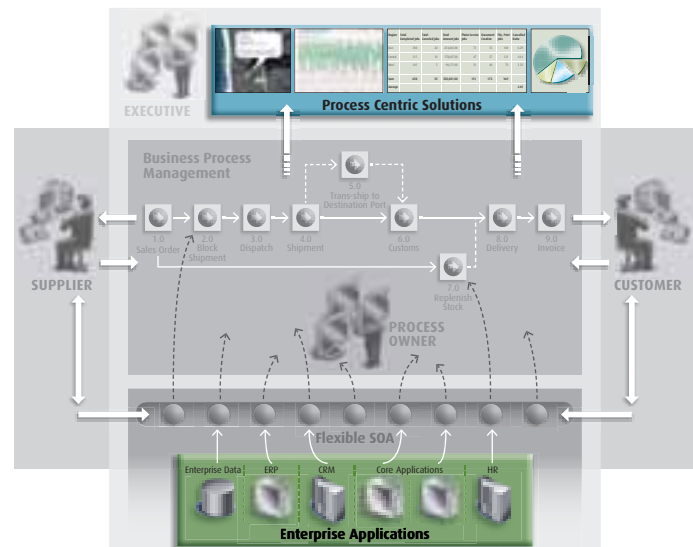 Process Centric Solutions
EXECUTIVE
Business Process
Management
5.0
Trans-ship to
Destination Port
1.0
Sales Order
2.0
Block
Shipment
3.0
Dispatch
4.0
Shipment
6.0
Customs
8.0
Delivery
9.0
Invoice
7.0
Replenish
Stock
SUPPLIER
CUSTOMER
PROCESS
OWNER
Flexible SOA
Enterprise Data
ERP
CRM
Core Applications
HR
Enterprise Applications